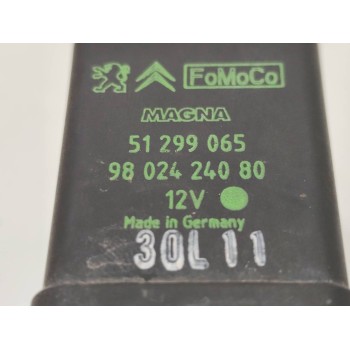 FoMoCo
MAGNA
51 299 065
98 024 240 80
12V
Made in Germany
30L11